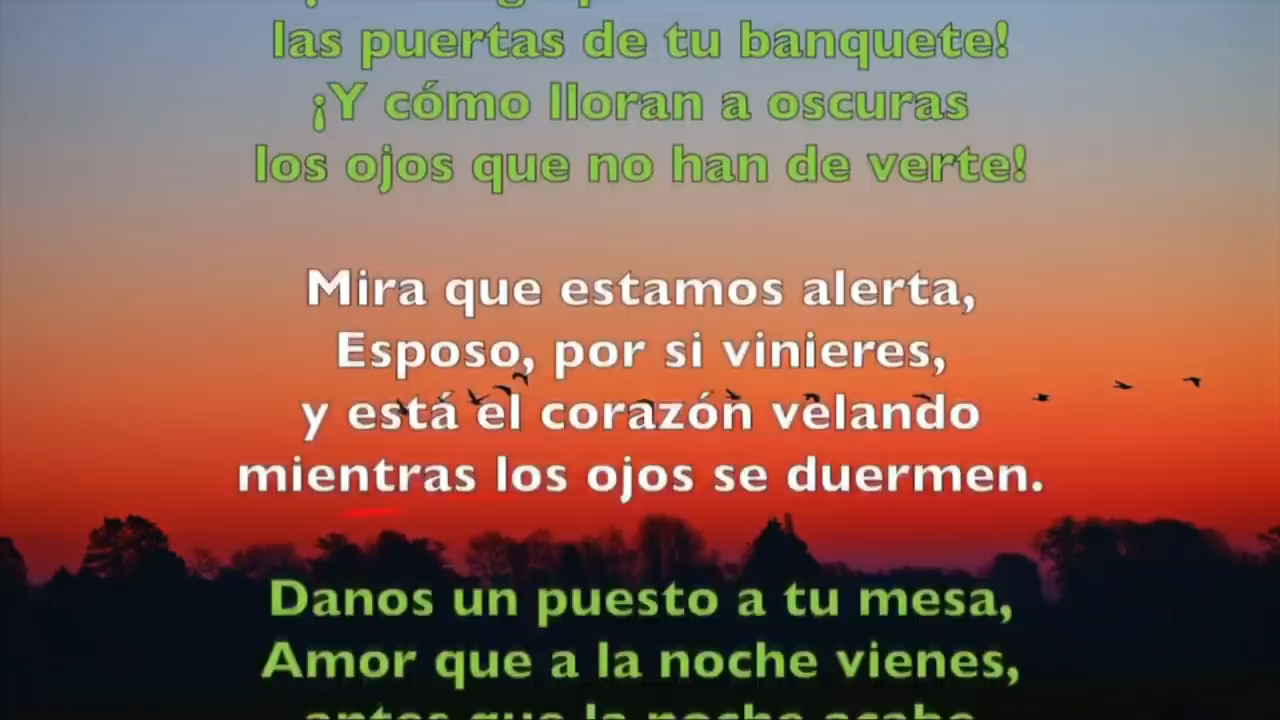 las puertas de tu banquete!
¡Y cómo lloran a oscuras
los ojos que no han de verte!
Mira que estamos alerta,
Esposo, por si vinieres,
y está el corazón velando
mientras los ojos se duermen.
Danos un puesto a tu mesa,
Amor que a la noche vienes,
antes que la noche acabe